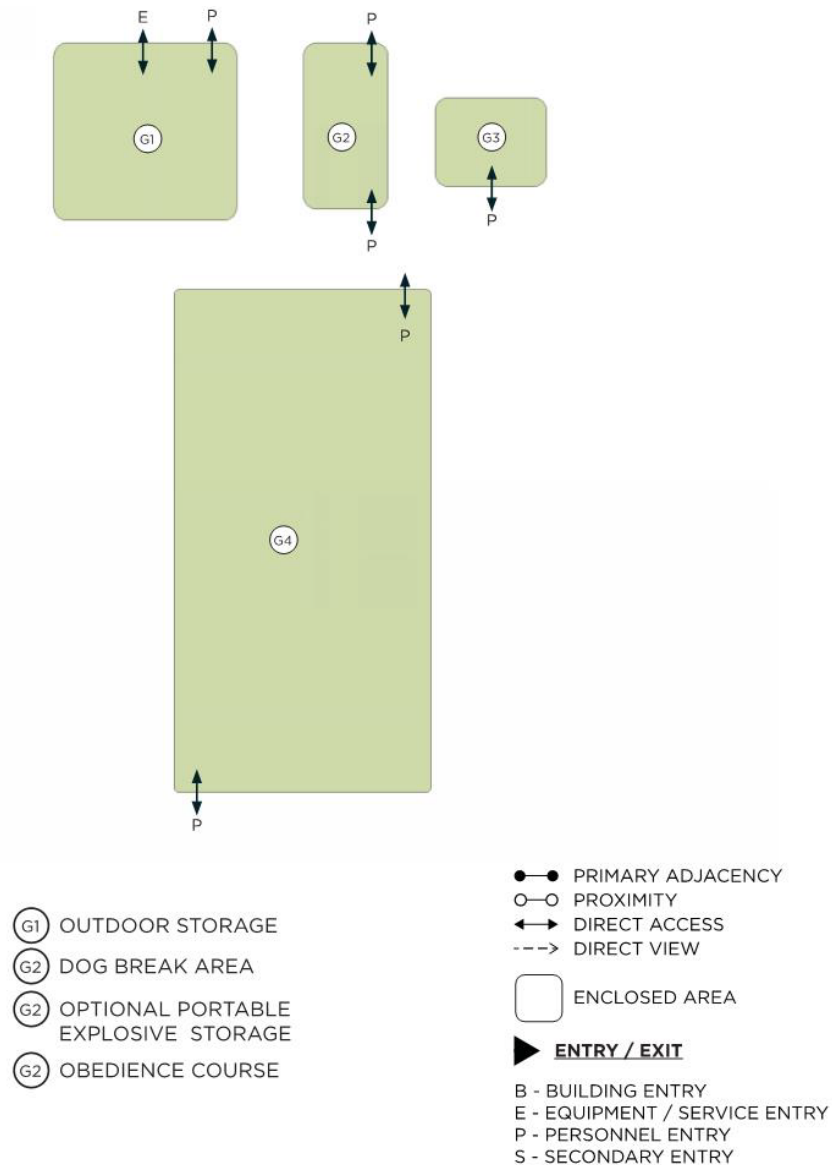 E P P
G1 G2 G3
P P
P
G4
P
G1 OUTDOOR STORAGE
G2 DOG BREAK AREA
G2 OPTIONAL PORTABLE
EXPLOSIVE STORAGE
G2 OBEDIENCE COURSE
PRIMARY ADJACENCY
PROXIMITY
DIRECT ACCESS
DIRECT VIEW
ENCLOSED AREA
ENTRY / EXIT
B - BUILDING ENTRY
E - EQUIPMENT / SERVICE ENTRY
P - PERSONNEL ENTRY
S - SECONDARY ENTRY